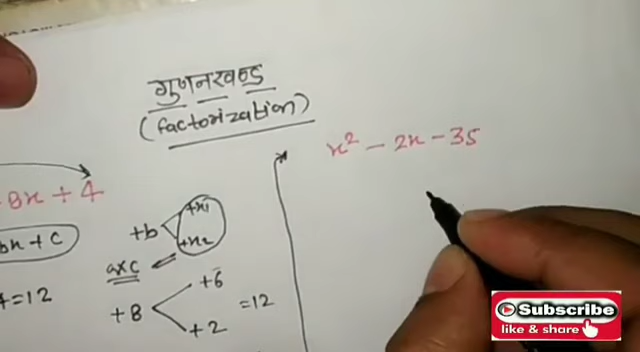 गुणनखण्ड
(factorization)
8x + 4
bx + c
+b
+x1
+x2
a×c
=12
+8
+6
+2
=12
x² - 2x - 35
Subscribe
like & share